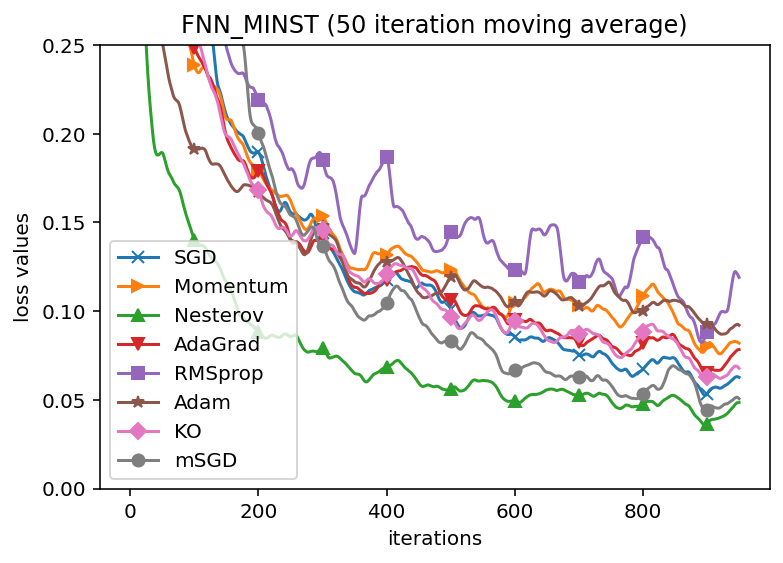 FNN_MINST (50 iteration moving average)
0.25
0.20
0.15
0.10
0.05
0.00
loss values
SGD
Momentum
Nesterov
AdaGrad
RMSprop
Adam
KO
mSGD
0 200 400 600 800
iterations